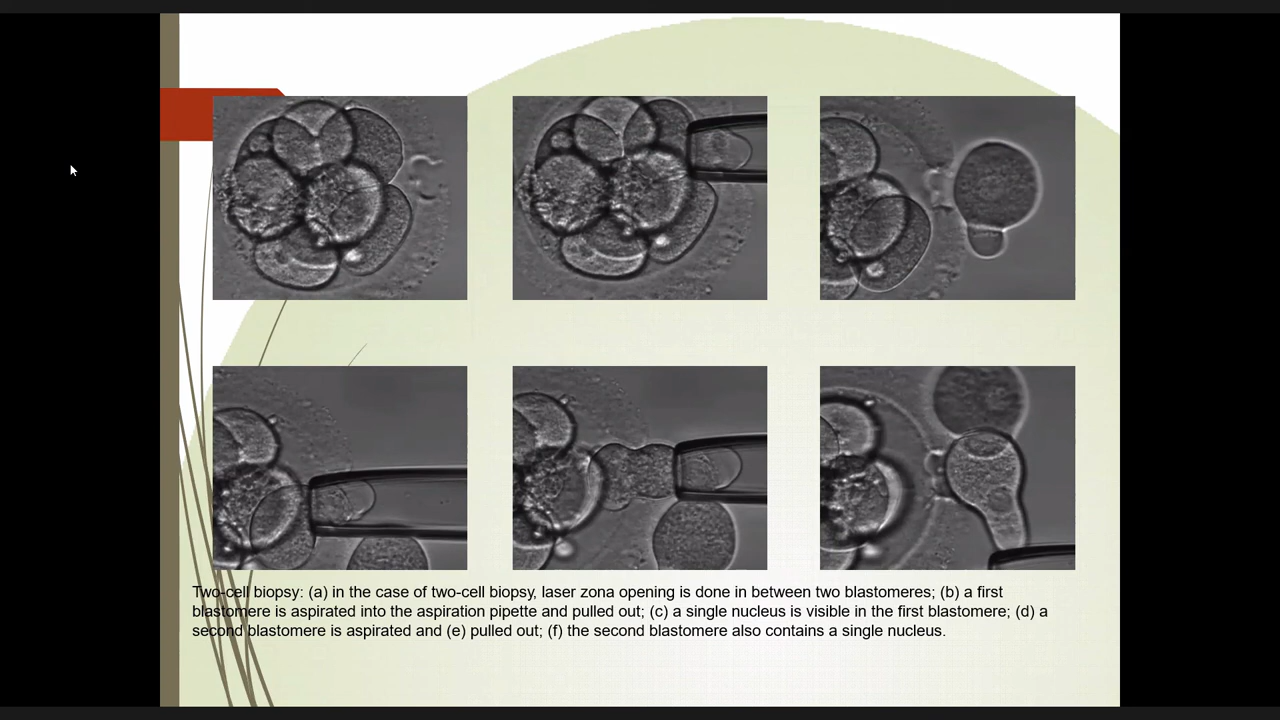 Two-cell biopsy: (a) in the case of two-cell biopsy, laser zona opening is done in between two blastomeres; (b) a first
blastomere is aspirated into the aspiration pipette and pulled out; (c) a single nucleus is visible in the first blastomere; (d) a
second blastomere is aspirated and (e) pulled out; (f) the second blastomere also contains a single nucleus.